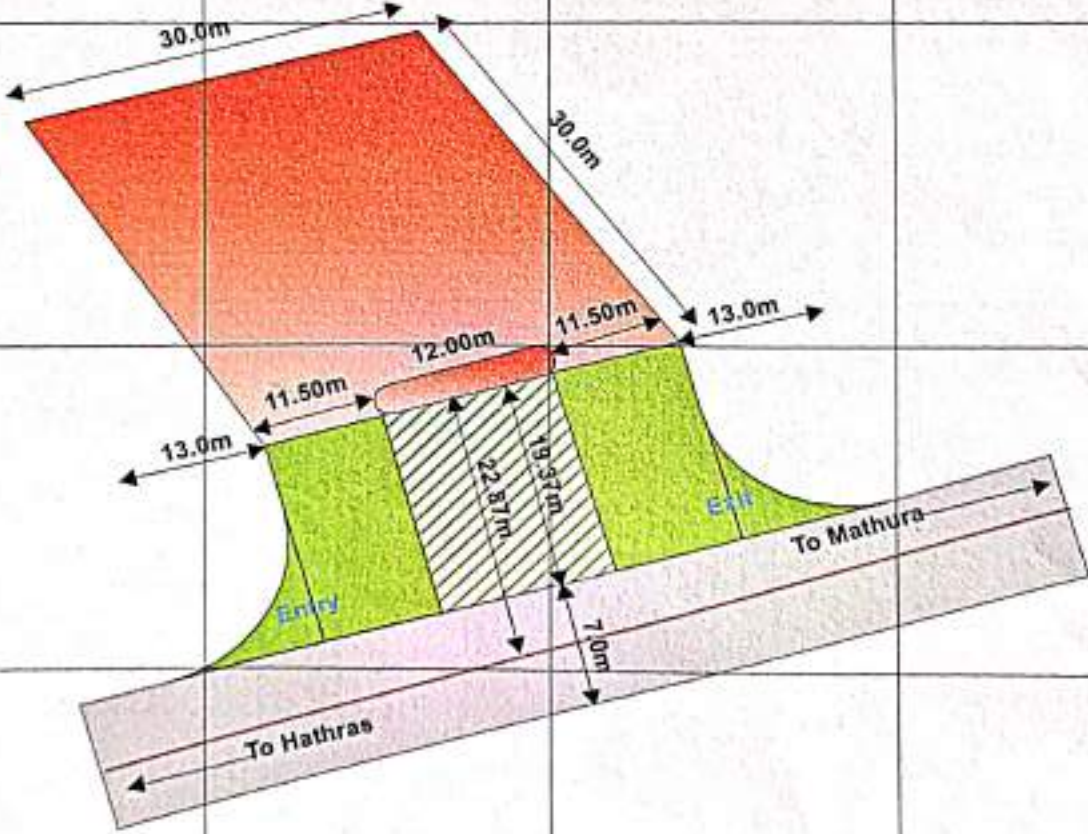 30.0m
30.0m
13.0m
11.50m
12.00m
11.50m
13.0m
19.37m
22.87m
Exit
To Mathura
Entry
7.0m
To Hathras